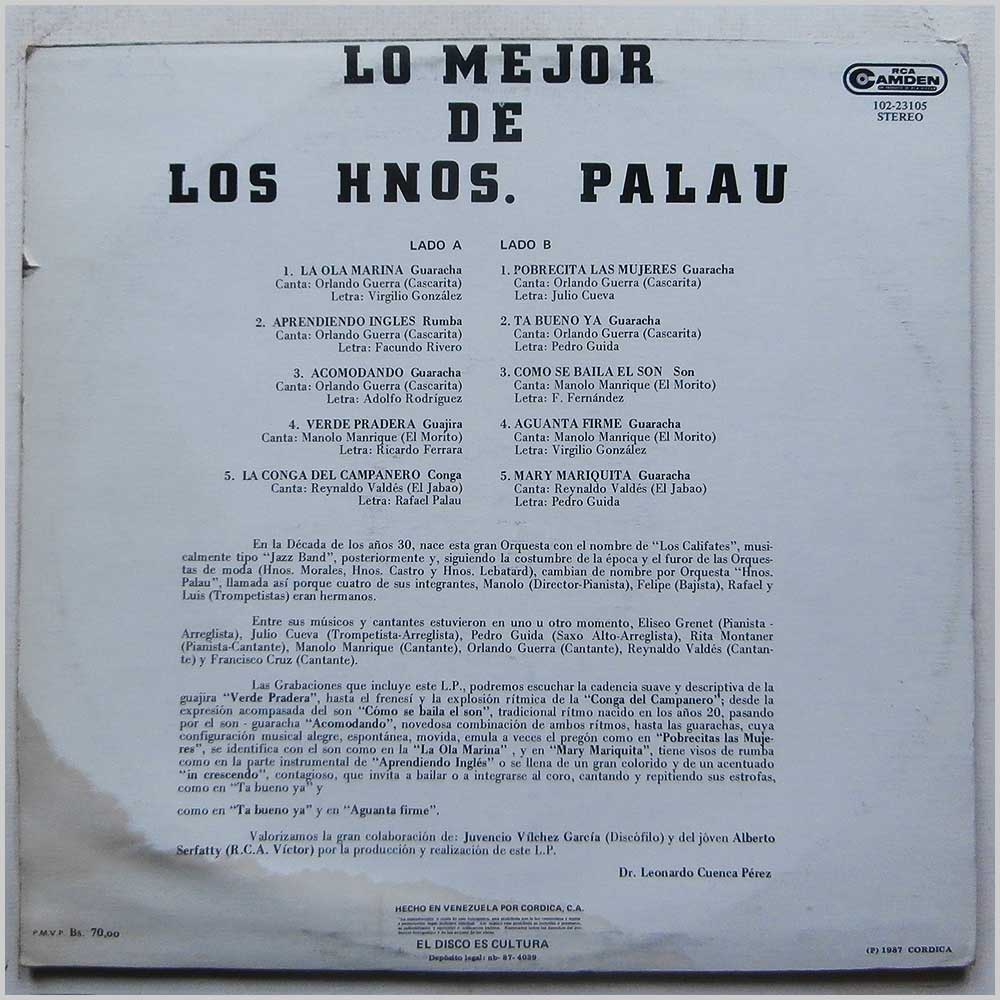 LO MEJOR
DE
LOS HNOS. PALAU
RCA
CAMDEN
102-23105
STEREO
LADO A
1. LA OLA MARINA Guaracha
Canta: Orlando Guerra (Cascarita)
Letra: Virgilio González
2. APRENDIENDO INGLES Rumba
Canta: Orlando Guerra (Cascarita)
Letra: Facundo Rivero
3. ACOMODANDO Guaracha
Canta: Orlando Guerra (Cascarita)
Letra: Adolfo Rodríguez
4. VERDE PRADERA Guajira
Canta: Manolo Manrique (El Morito)
Letra: Ricardo Ferrara
5. LA CONGA DEL CAMPANERO Conga
Canta: Reynaldo Valdés (El Jabao)
Letra: Rafael Palau
LADO B
1. POBRECITA LAS MUJERES Guaracha
Canta: Orlando Guerra (Cascarita)
Letra: Julio Cueva
2. TA BUENO YA Guaracha
Canta: Orlando Guerra (Cascarita)
Letra: Pedro Guida
3. COMO SE BAILA EL SON Son
Canta: Manolo Manrique (El Morito)
Letra: F. Fernández
4. AGUANTA FIRME Guaracha
Canta: Manolo Manrique (El Morito)
Letra: Virgilio González
5. MARY MARIQUITA Guaracha
Canta: Reynaldo Valdés (El Jabao)
Letra: Pedro Guida
En la Década de los años 30, nace esta gran Orquesta con el nombre de "Los Califates", musi-
calmente tipo "Jazz Band", posteriormente y, siguiendo la costumbre de la época y el furor de las Orques-
tas de moda (Hnos. Morales, Hnos. Castro y Hnos. Lebatard), cambian de nombre por Orquesta "Hnos.
Palau", llamada así porque cuatro de sus integrantes, Manolo (Director-Pianista), Felipe (Bajista), Rafael y
Luis (Trompetistas) eran hermanos.
Entre sus músicos y cantantes estuvieron en uno u otro momento, Eliseo Grenet (Pianista -
Arreglista), Julio Cueva (Trompetista-Arreglista), Pedro Guida (Saxo Alto-Arreglista), Rita Montaner
(Pianista-Cantante), Manolo Manrique (Cantante), Orlando Guerra (Cantante), Reynaldo Valdés (Cantan-
te) y Francisco Cruz (Cantante).
Las Grabaciones que incluye este L.P., podremos escuchar la cadencia suave y descriptiva de la
guajira "Verde Pradera", hasta el frenesí y la explosión rítmica de la "Conga del Campanero"; desde la
expresión acompasada del son "Cómo se baila el son", tradicional rítmo nacido en los años 20, pasando
por el son - guaracha "Acomodando", novedosa combinación de ambos ritmos, hasta las guarachas, cuya
configuración musical alegre, espontánea, movida, emula a veces el pregón como en "Pobrecitas las Muje-
res", se identifica con el son como en la "La Ola Marina" , y en "Mary Mariquita", tiene visos de rumba
como en la parte instrumental de "Aprendiendo Inglés" o se llena de un gran colorido y de un acentuado
"in crescendo", contagioso, que invita a bailar o a integrarse al coro, cantando y repitiendo sus estrofas,
como en "Ta bueno ya" y
como en "Ta bueno ya" y en "Aguanta firme".
Valorizamos la gran colaboración de: Juvencio Vílchez García (Discófilo) y del jóven Alberto
Serfatty (R.C.A. Víctor) por la producción y realización de este L.P.
Dr. Leonardo Cuenca Pérez
HECHO EN VENEZUELA POR CORDICA, C.A.
EL DISCO ES CULTURA
Depósito legal: nb- 87- 4039
P.M.V.P. Bs. 70,00
(P) 1987 CORDICA